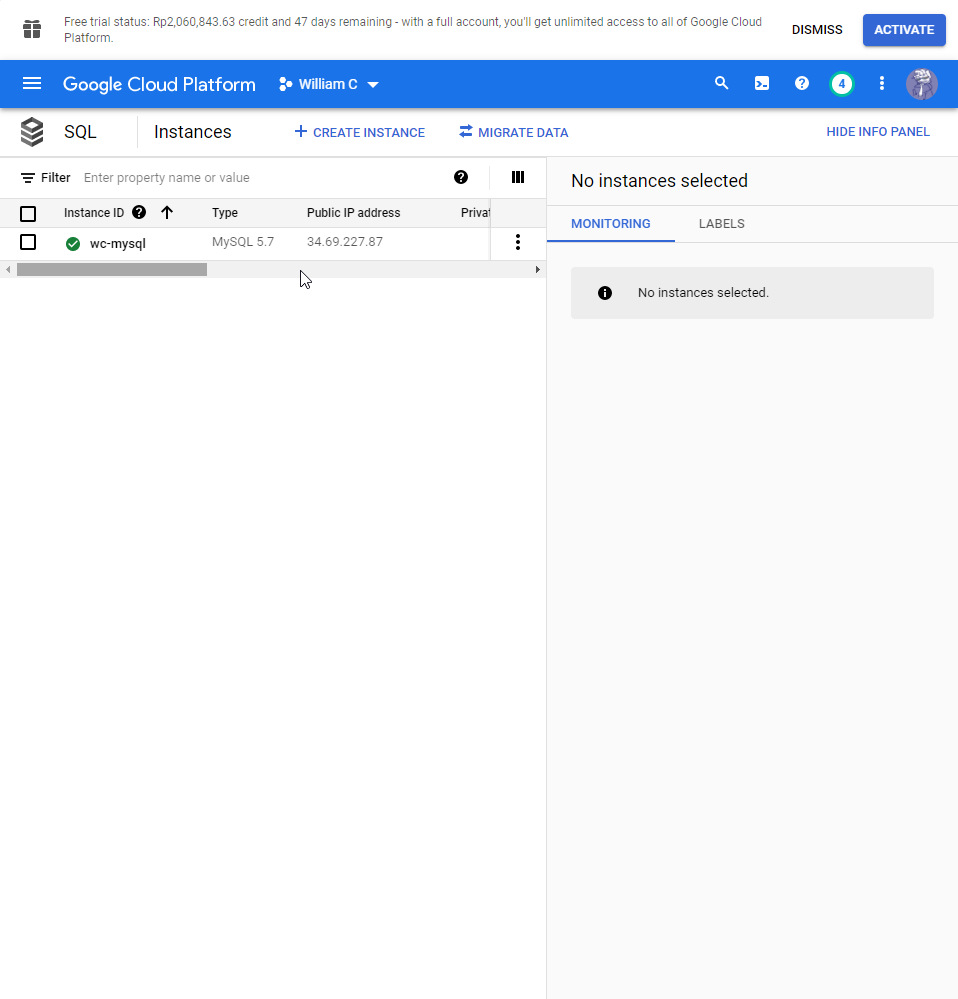 Free trial status: Rp2,060,843.63 credit and 47 days remaining - with a full account, you'll get unlimited access to all of Google Cloud
Platform.
DISMISS
ACTIVATE
Google Cloud Platform
William C
4
SQL
Instances
CREATE INSTANCE
MIGRATE DATA
HIDE INFO PANEL
Filter
Enter property name or value
Instance ID
Type
Public IP address
Privat
wc-mysql
MySQL 5.7
34.69.227.87
No instances selected
MONITORING
LABELS
No instances selected.